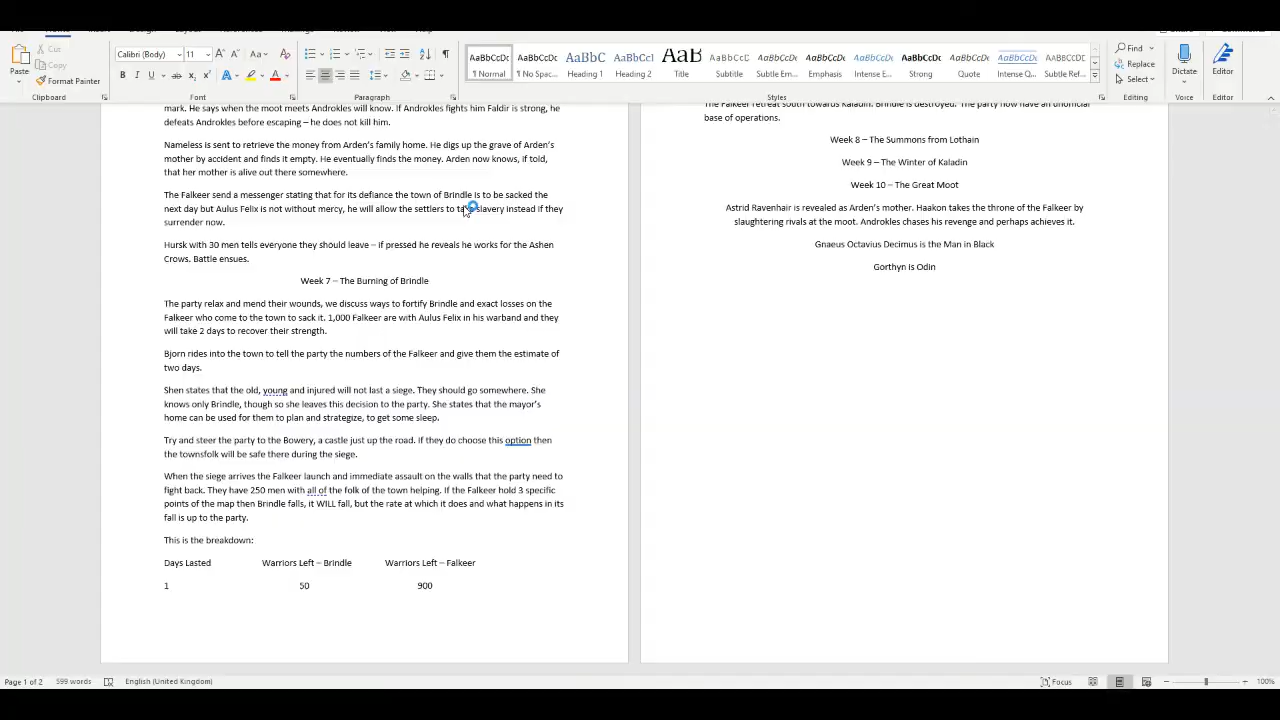 Cut
Copy
Paste
Format Painter
Clipboard
Calibri (Body) 11
Font
Paragraph
AaBbCcDc AaBbCcDc AaBbC AaBbCcI AaB AaBbCcD AaBbCcDc AaBbCcDc AaBbCcDc AaBbCcDc AaBbCcDc AaBbCcDc AaBbCcDc
¶ Normal ¶ No Spac... Heading 1 Heading 2 Title Subtitle Subtle Em... Emphasis Intense E... Strong Quote Intense Q... Subtle Ref...
Styles
Find
Replace
Select
Editing
Dictate
Voice
Editor
Editor
mark. He says when the moot meets Androkles will know. If Androkles fights him Faldir is strong, he
defeats Androkles before escaping – he does not kill him.
Nameless is sent to retrieve the money from Arden's family home. He digs up the grave of Arden's
mother by accident and finds it empty. He eventually finds the money. Arden now knows, if told,
that her mother is alive out there somewhere.
The Falkeer send a messenger stating that for its defiance the town of Brindle is to be sacked the
next day but Aulus Felix is not without mercy, he will allow the settlers to slavery instead if they
surrender now.
Hursk with 30 men tells everyone they should leave – if pressed he reveals he works for the Ashen
Crows. Battle ensues.
Week 7 – The Burning of Brindle
The party relax and mend their wounds, we discuss ways to fortify Brindle and exact losses on the
Falkeer who come to the town to sack it. 1,000 Falkeer are with Aulus Felix in his warband and they
will take 2 days to recover their strength.
Bjorn rides into the town to tell the party the numbers of the Falkeer and give them the estimate of
two days.
Shen states that the old, young and injured will not last a siege. They should go somewhere. She
knows only Brindle, though so she leaves this decision to the party. She states that the mayor's
home can be used for them to plan and strategize, to get some sleep.
Try and steer the party to the Bowery, a castle just up the road. If they do choose this option then
the townsfolk will be safe there during the siege.
When the siege arrives the Falkeer launch and immediate assault on the walls that the party need to
fight back. They have 250 men with all of the folk of the town helping. If the Falkeer hold 3 specific
points of the map then Brindle falls, it WILL fall, but the rate at which it does and what happens in its
fall is up to the party.
This is the breakdown:
Days Lasted Warriors Left – Brindle Warriors Left – Falkeer
1 50 900
The Falkeer retreat south towards Kaladin. Brindle is destroyed. The party now have an unofficial
base of operations.
Week 8 – The Summons from Lothain
Week 9 – The Winter of Kaladin
Week 10 – The Great Moot
Astrid Ravenhair is revealed as Arden's mother. Haakon takes the throne of the Falkeer by
slaughtering rivals at the moot. Androkles chases his revenge and perhaps achieves it.
Gnaeus Octavius Decimus is the Man in Black
Gorthyn is Odin
Page 1 of 2 599 words English (United Kingdom) Focus 100%